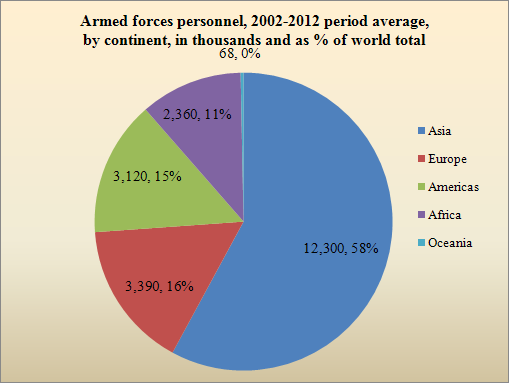 Armed forces personnel, 2002-2012 period average,
by continent, in thousands and as % of world total
68, 0%
2,360, 11%
3,120, 15%
3,390, 16%
12,300, 58%
Asia
Europe
Americas
Africa
Oceania